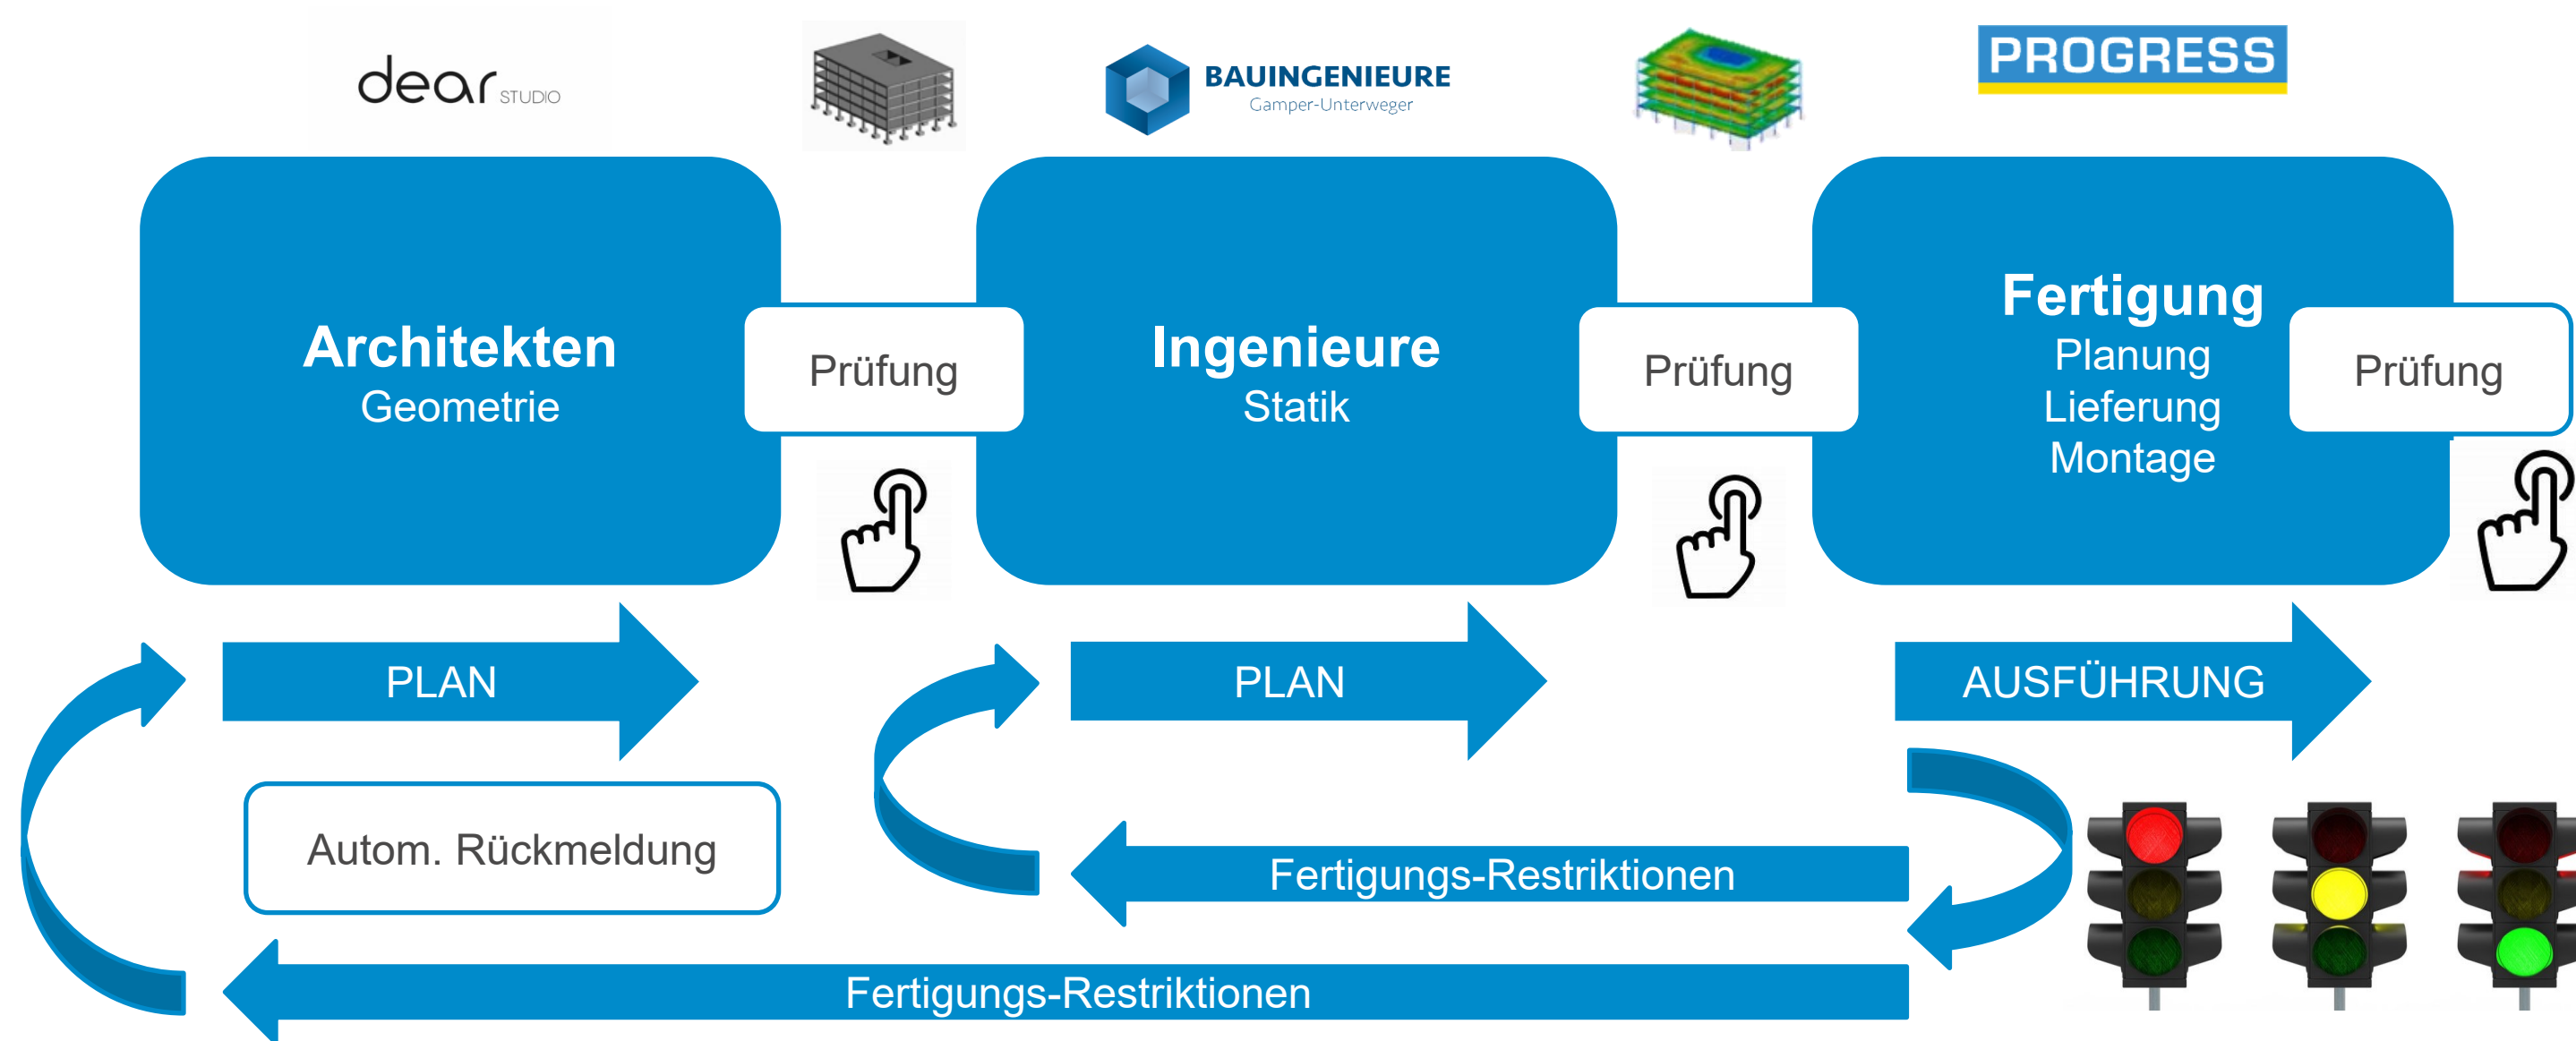 dear STUDIO
BAUINGENIEURE
Gamper-Unterweger
PROGRESS
Architekten
Geometrie
Prüfung
Ingenieure
Statik
Prüfung
Fertigung
Planung
Lieferung
Montage
Prüfung
PLAN
PLAN
AUSFÜHRUNG
Autom. Rückmeldung
Fertigungs-Restriktionen
Fertigungs-Restriktionen